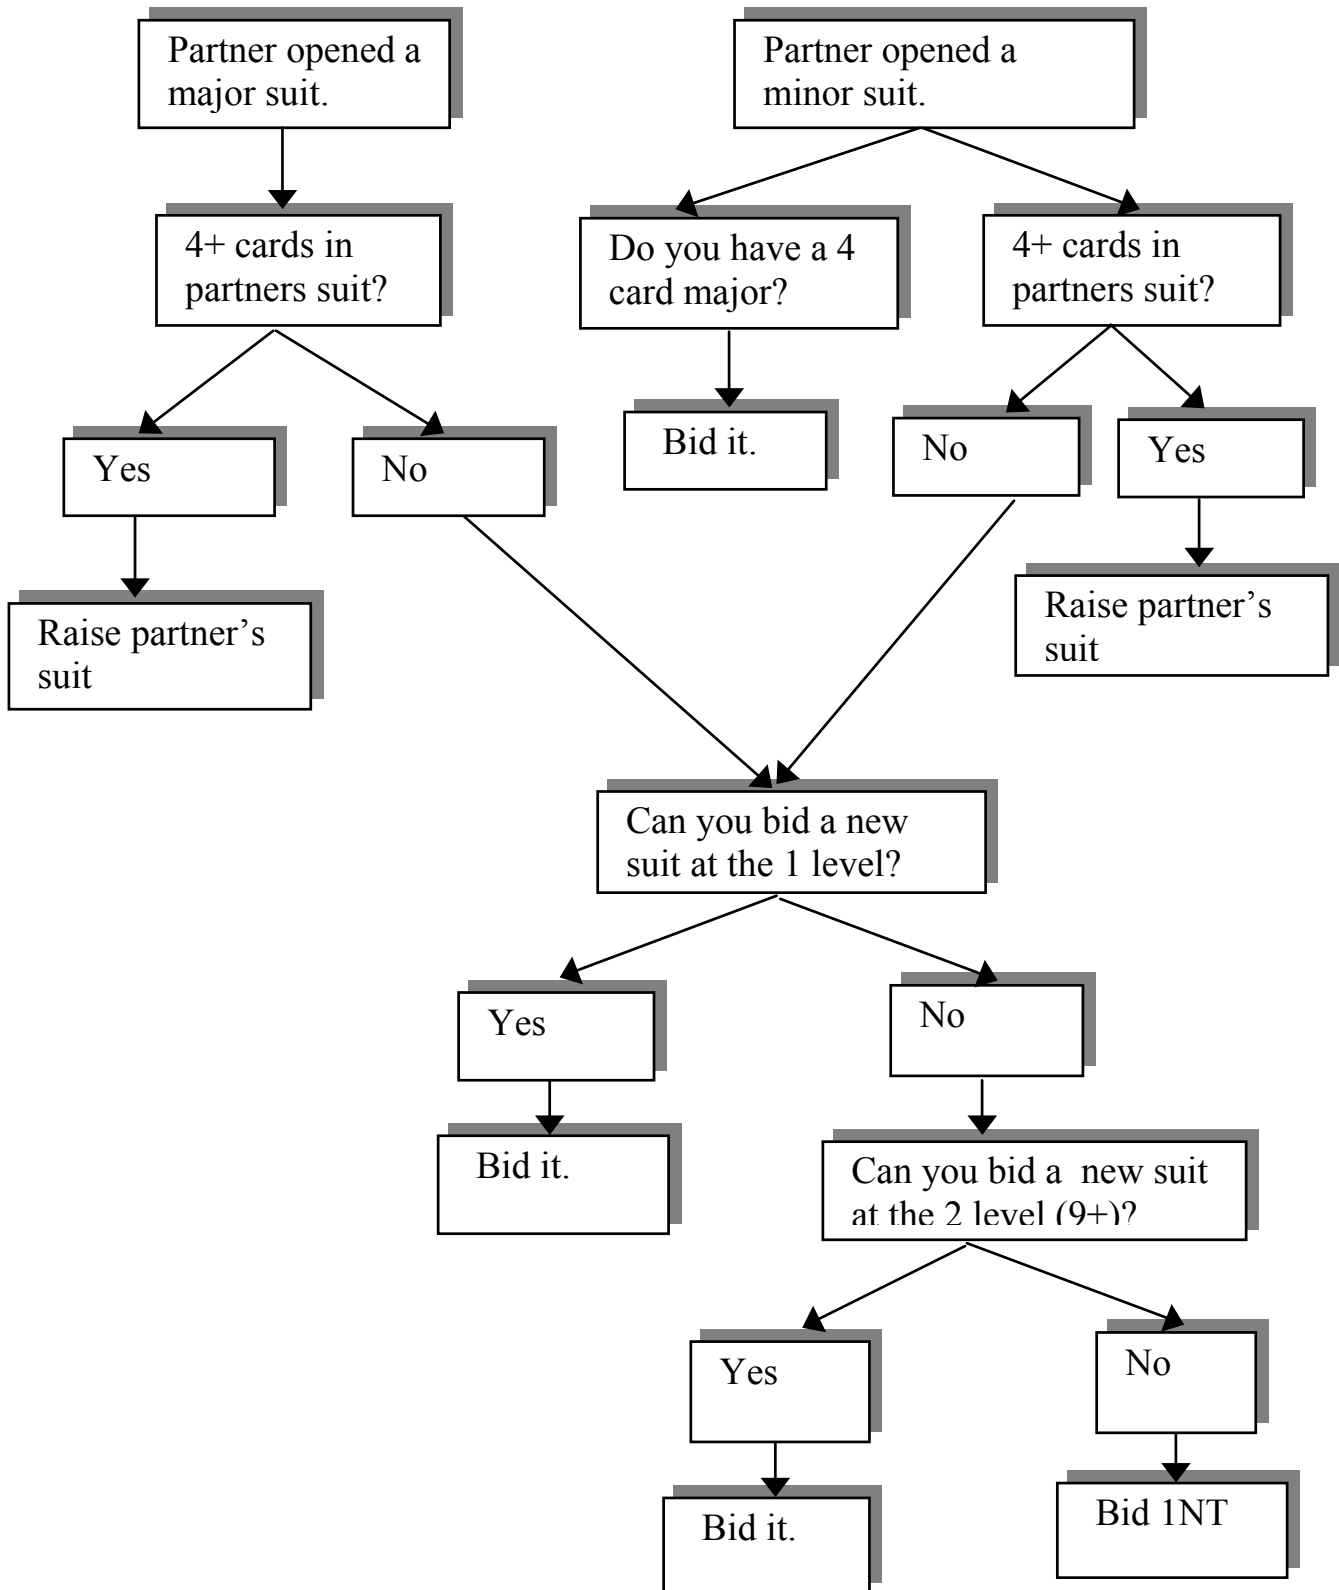 Partner opened a
major suit.
Partner opened a
minor suit.
4+ cards in
partners suit?
Do you have a 4
card major?
4+ cards in
partners suit?
Yes
No
Bid it.
No
Yes
Raise partner’s
suit
Raise partner’s
suit
Can you bid a new
suit at the 1 level?
Yes
No
Bid it.
Can you bid a  new suit
at the 2 level (9+)?
Yes
No
Bid it.
Bid 1NT